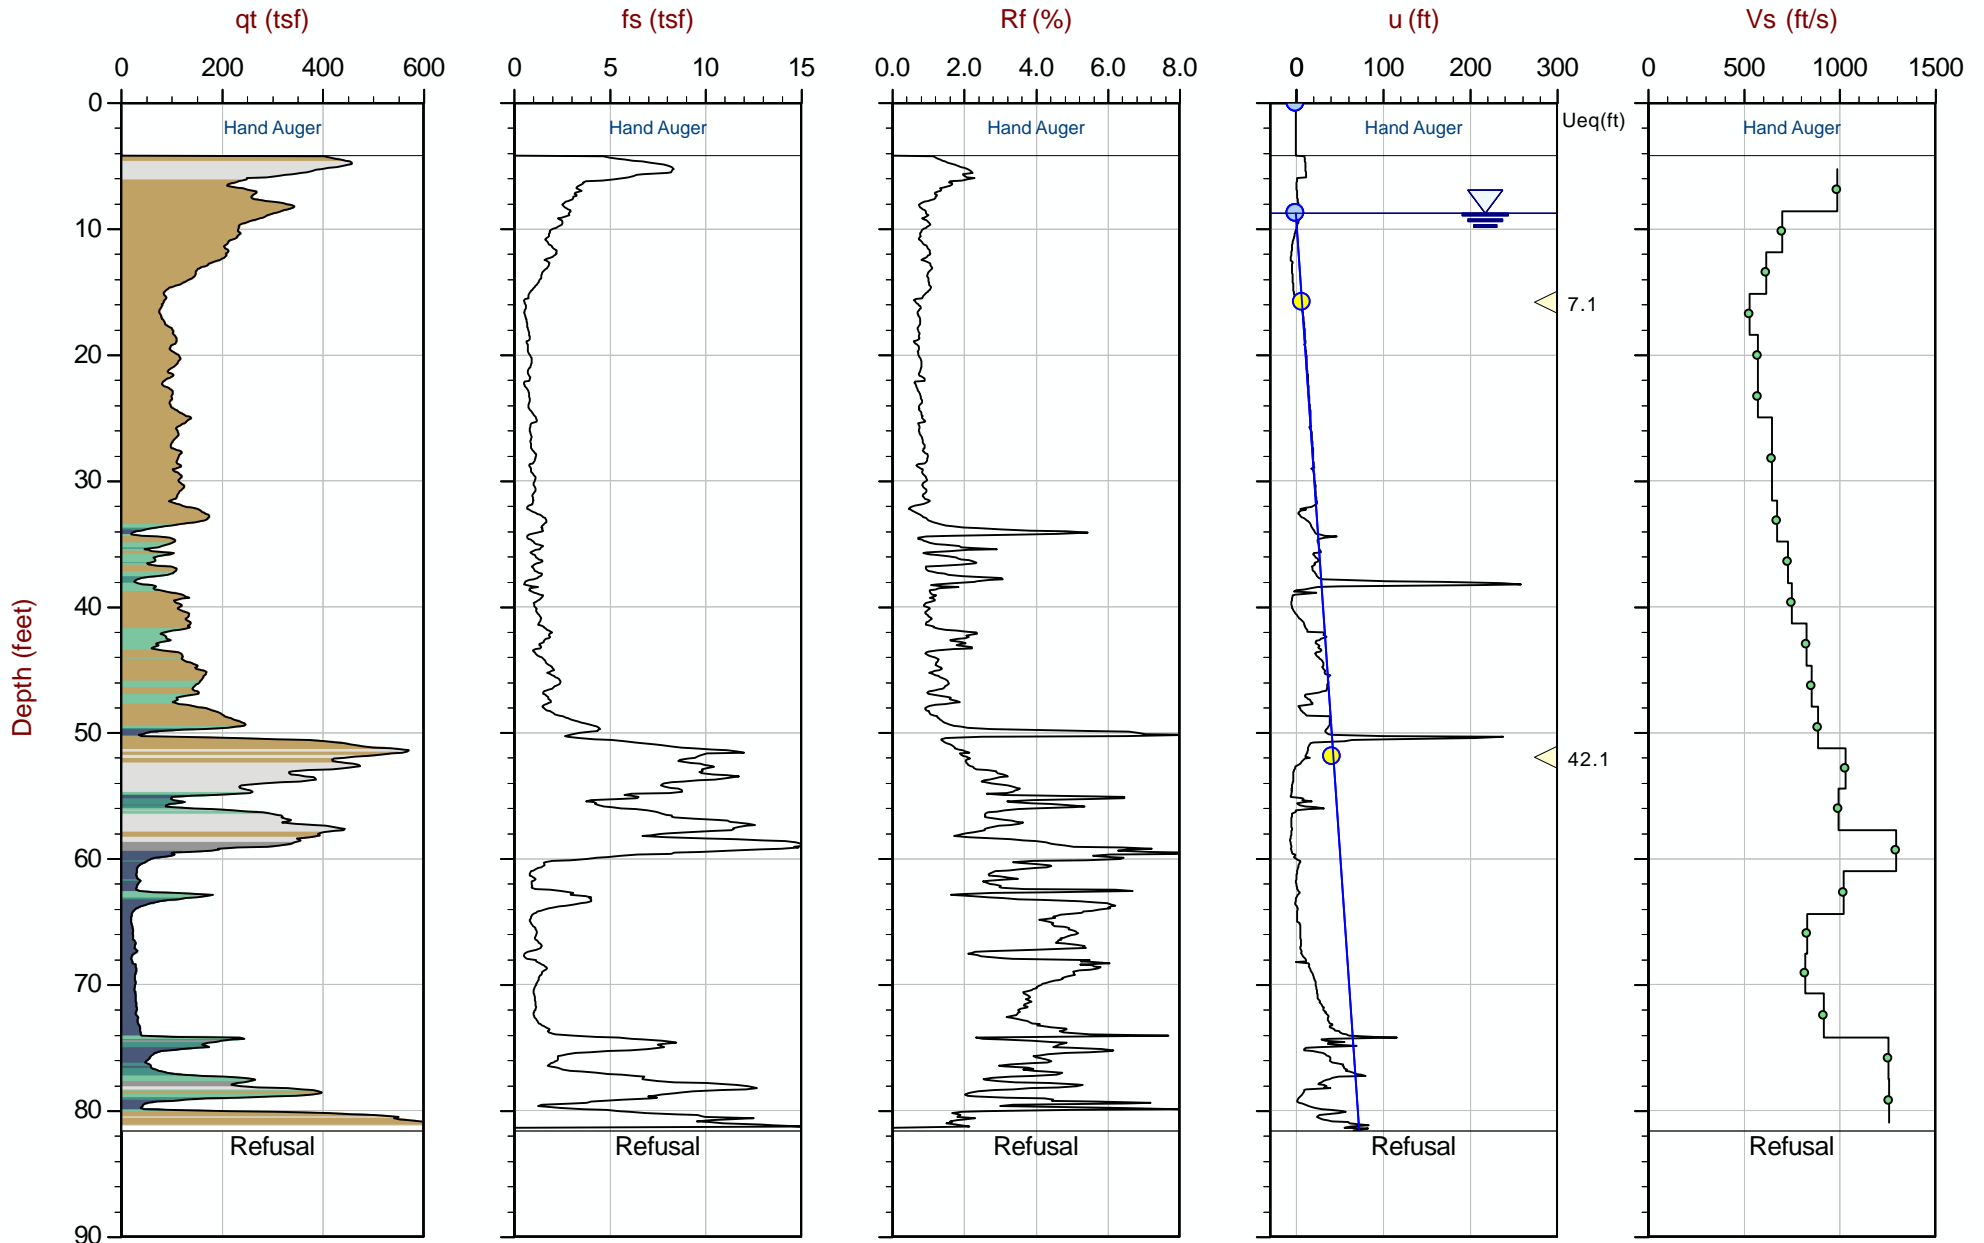 qt (tsf) fs (tsf) Rf (%) u (ft) Vs (ft/s)
0 200 400 600 0 5 10 15 0.0 2.0 4.0 6.0 8.0 0 100 200 300 0 500 1000 1500
0
Hand Auger Hand Auger Hand Auger Hand Auger Ueq(ft) Hand Auger
10
7.1
20
30
40
Depth (feet)
50
42.1
60
70
80
Refusal Refusal Refusal Refusal Refusal
90